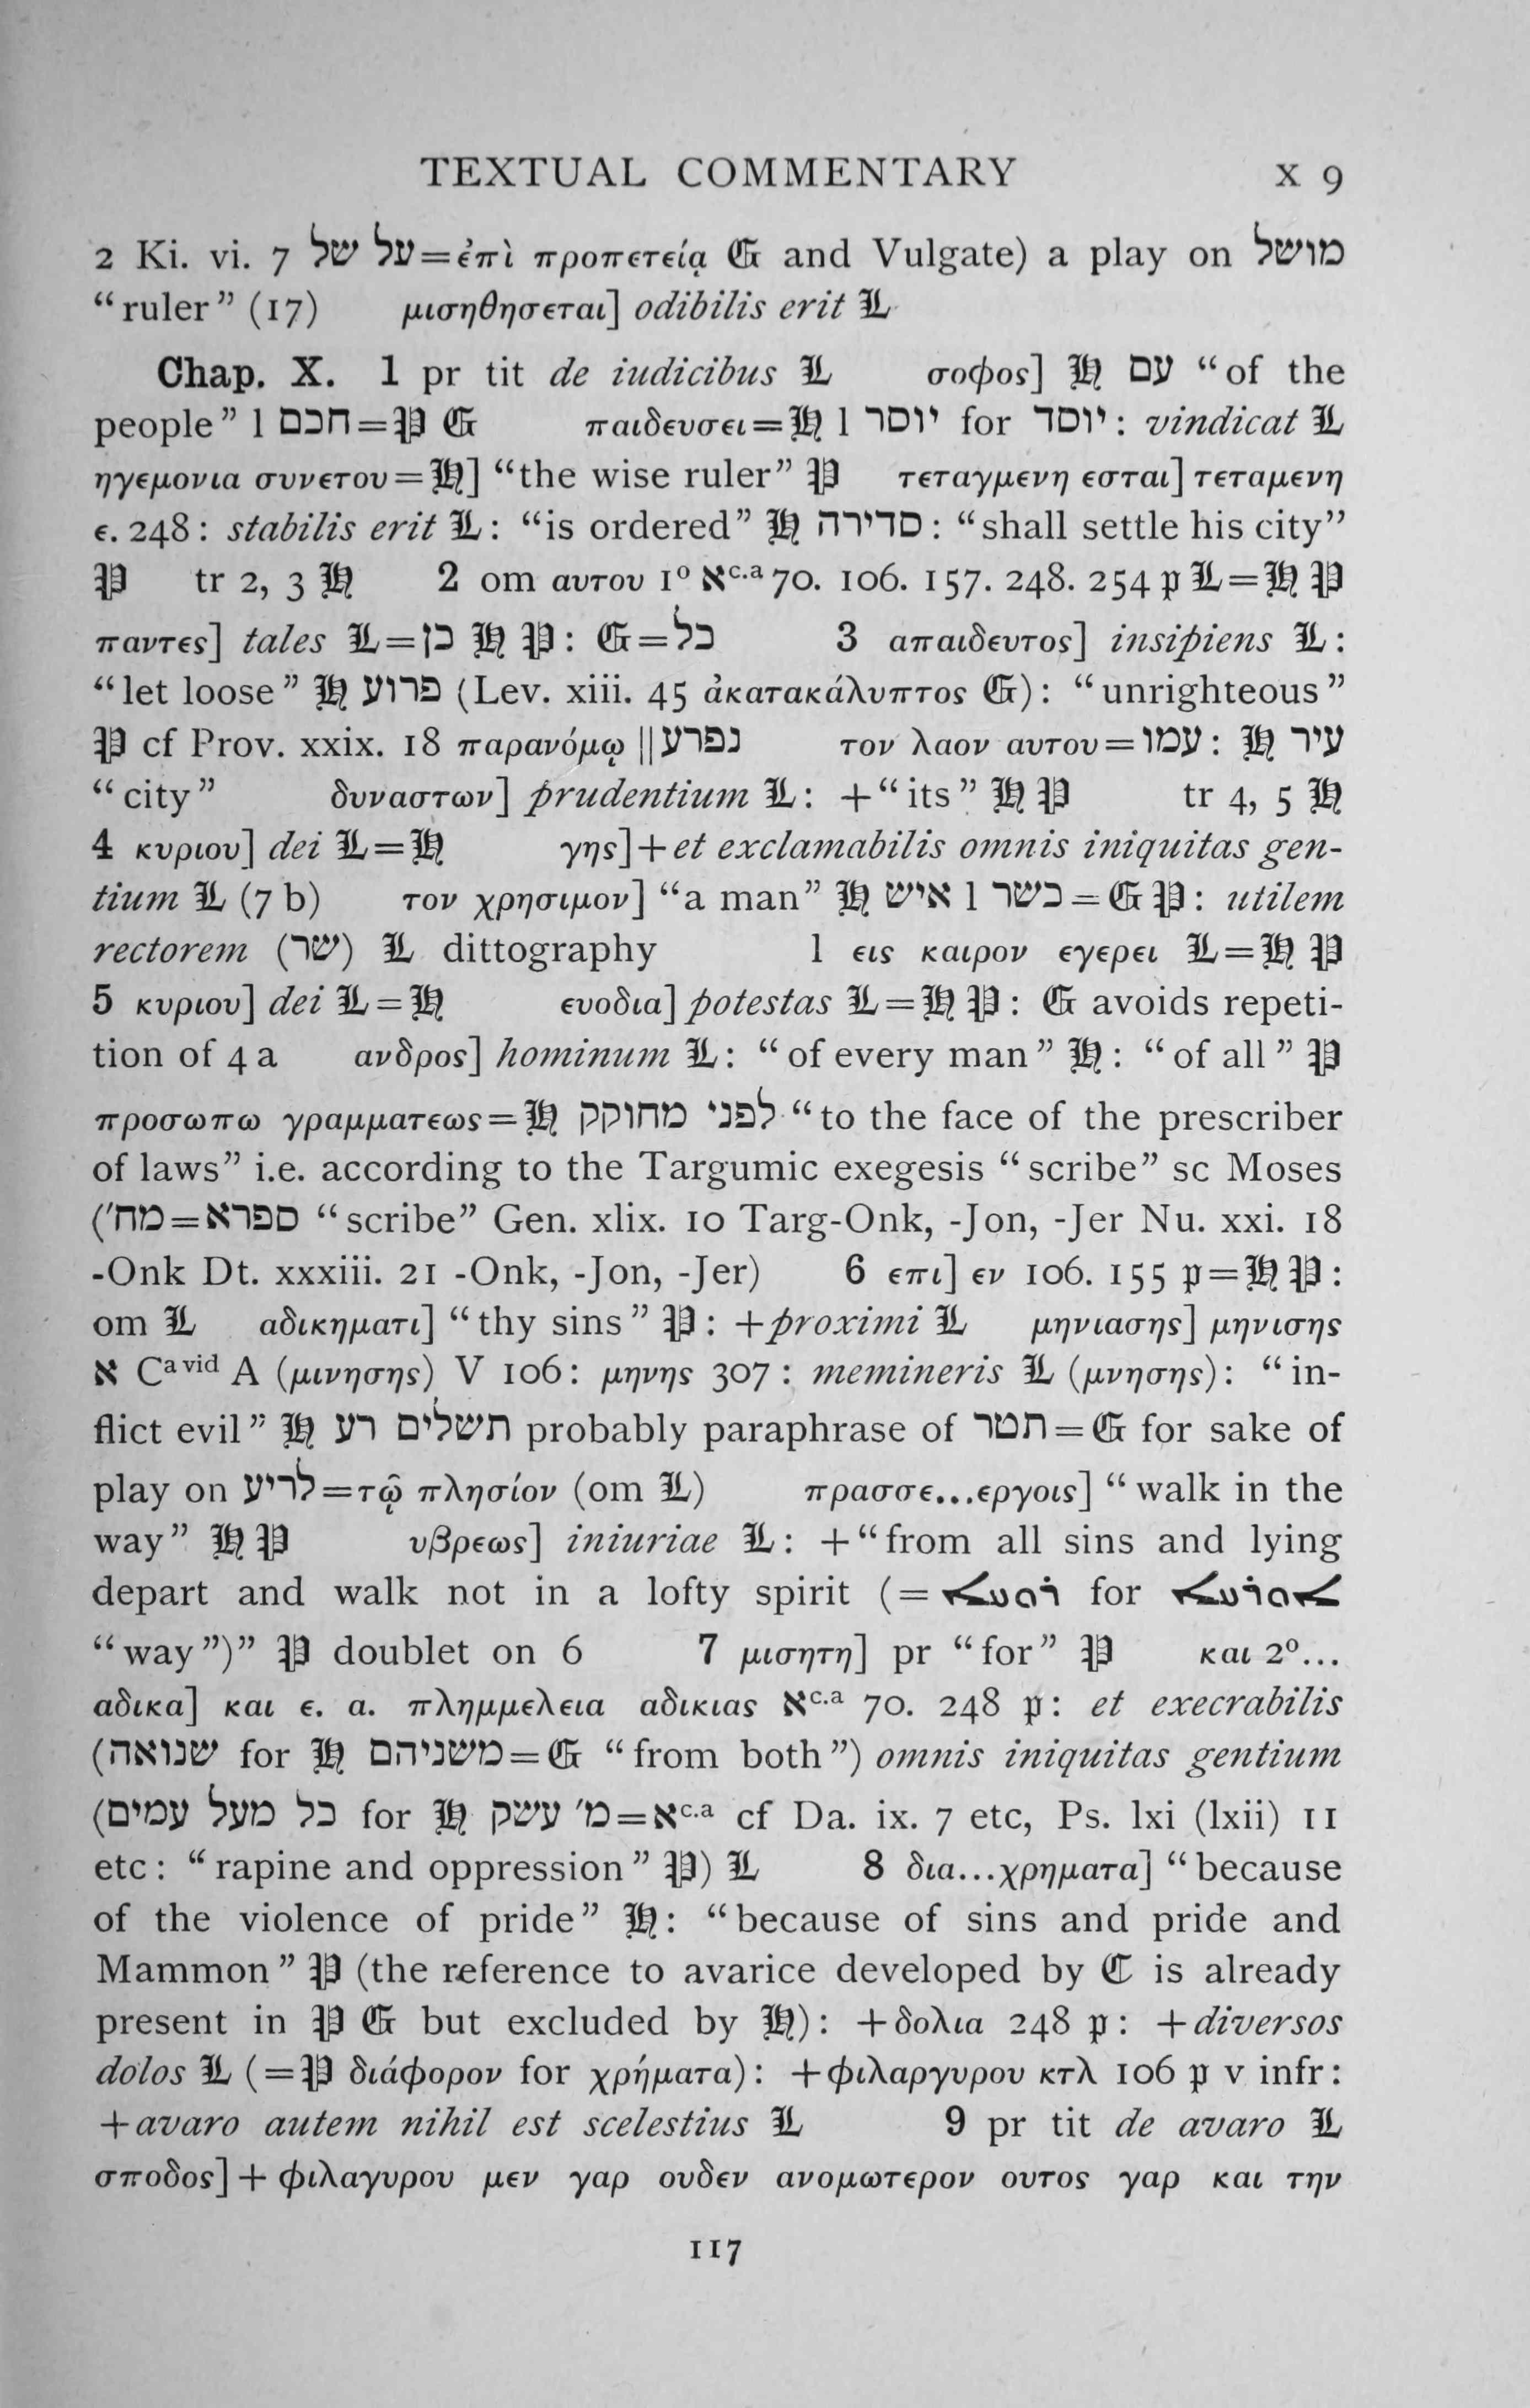 TEXTUAL COMMENTARY x 9
2 Ki. vi. 7 על של=ἐπὶ προπετείᾳ 𝕲 and Vulgate) a play on מושל
“ruler” (17) μισηθησεται] odibilis erit 𝕷
Chap. X. 1 pr tit de iudicibus 𝕷 σοφος] 𝕳 עם “of the
people” l חכם=𝕻 𝕲 παιδευσει=𝕳 l יוסר for יוסד: vindicat 𝕷
ηγεμονια συνετου=𝕳] “the wise ruler” 𝕻 τεταγμενη εσται] τεταμενη
ε. 248: stabilis erit 𝕷: “is ordered” 𝕳 סדירה: “shall settle his city”
𝕻 tr 2, 3 𝕳 2 om αυτου 1º אc.a 70. 106. 157. 248. 254 𝔭 𝕷=𝕳 𝕻
παντες] tales 𝕷=כן 𝕳 𝕻: 𝕲=כל 3 απαιδευτος] insipiens 𝕷:
“let loose” 𝕳 פרוע (Lev. xiii. 45 ἀκατακάλυπτος 𝕲): “unrighteous”
𝕻 cf Prov. xxix. 18 παρανόμῳ || נפרע τον λαον αυτου=עמו: 𝕳 עיר
“city” δυναστων] prudentium 𝕷: +“its” 𝕳 𝕻 tr 4, 5 𝕳
4 κυριου] dei 𝕷=𝕳 γης]+et exclamabilis omnis iniquitas gen-
tium 𝕷 (7 b) τον χρησιμον] “a man” 𝕳 איש l כשר=𝕲 𝕻: utilem
rectorem (שר) 𝕷 dittography l εις καιρον εγερει 𝕷=𝕳 𝕻
5 κυριου] dei 𝕷=𝕳 ευοδια] potestas 𝕷=𝕳 𝕻: 𝕲 avoids repeti-
tion of 4 a ανδρος] hominum 𝕷: “of every man” 𝕳: “of all” 𝕻
προσωπω γραμματεως=𝕳 לפני מחוקק “to the face of the prescriber
of laws” i.e. according to the Targumic exegesis “scribe” sc Moses
(מח׳=ספרא “scribe” Gen. xlix. 10 Targ-Onk, -Jon, -Jer Nu. xxi. 18
-Onk Dt. xxxiii. 21 -Onk, -Jon, -Jer) 6 επι] εν 106. 155 𝔭=𝕳 𝕻:
om 𝕷 αδικηματι] “thy sins” 𝕻: +proximi 𝕷 μηνιασης] μηνισης
א Ca vid A (μινησης) V 106: μηνης 307: memineris 𝕷 (μνησης): “in-
flict evil” 𝕳 תשלים רע probably paraphrase of תטר=𝕲 for sake of
play on לריע=τῷ πλησίον (om 𝕷) πρασσε...εργοις] “walk in the
way” 𝕳 𝕻 υβρεως] iniuriae 𝕷: +“from all sins and lying
depart and walk not in a lofty spirit (=ܪܘܚܐ for ܐܘܪܚܐ
“way”)” 𝕻 doublet on 6 7 μισητη] pr “for” 𝕻 και 2º...
αδικα] και ε. α. πλημμελεια αδικιας אc.a 70. 248 𝔭: et execrabilis
(שנואה for 𝕳 משניהם=𝕲 “from both”) omnis iniquitas gentium
(כל מעל עמים for 𝕳 מ׳ עשק=אc.a cf Da. ix. 7 etc, Ps. lxi (lxii) 11
etc: “rapine and oppression” 𝕻) 𝕷 8 δια...χρηματα] “because
of the violence of pride” 𝕳: “because of sins and pride and
Mammon” 𝕻 (the reference to avarice developed by 𝕮 is already
present in 𝕻 𝕲 but excluded by 𝕳): +δολια 248 𝔭: +diversos
dolos 𝕷 (=𝕻 διάφορον for χρήματα): +φιλαργυρου κτλ 106 𝔭 v infr:
+avaro autem nihil est scelestius 𝕷 9 pr tit de avaro 𝕷
σποδος]+φιλαγυρου μεν γαρ ουδεν ανομωτερον ουτος γαρ και την
117